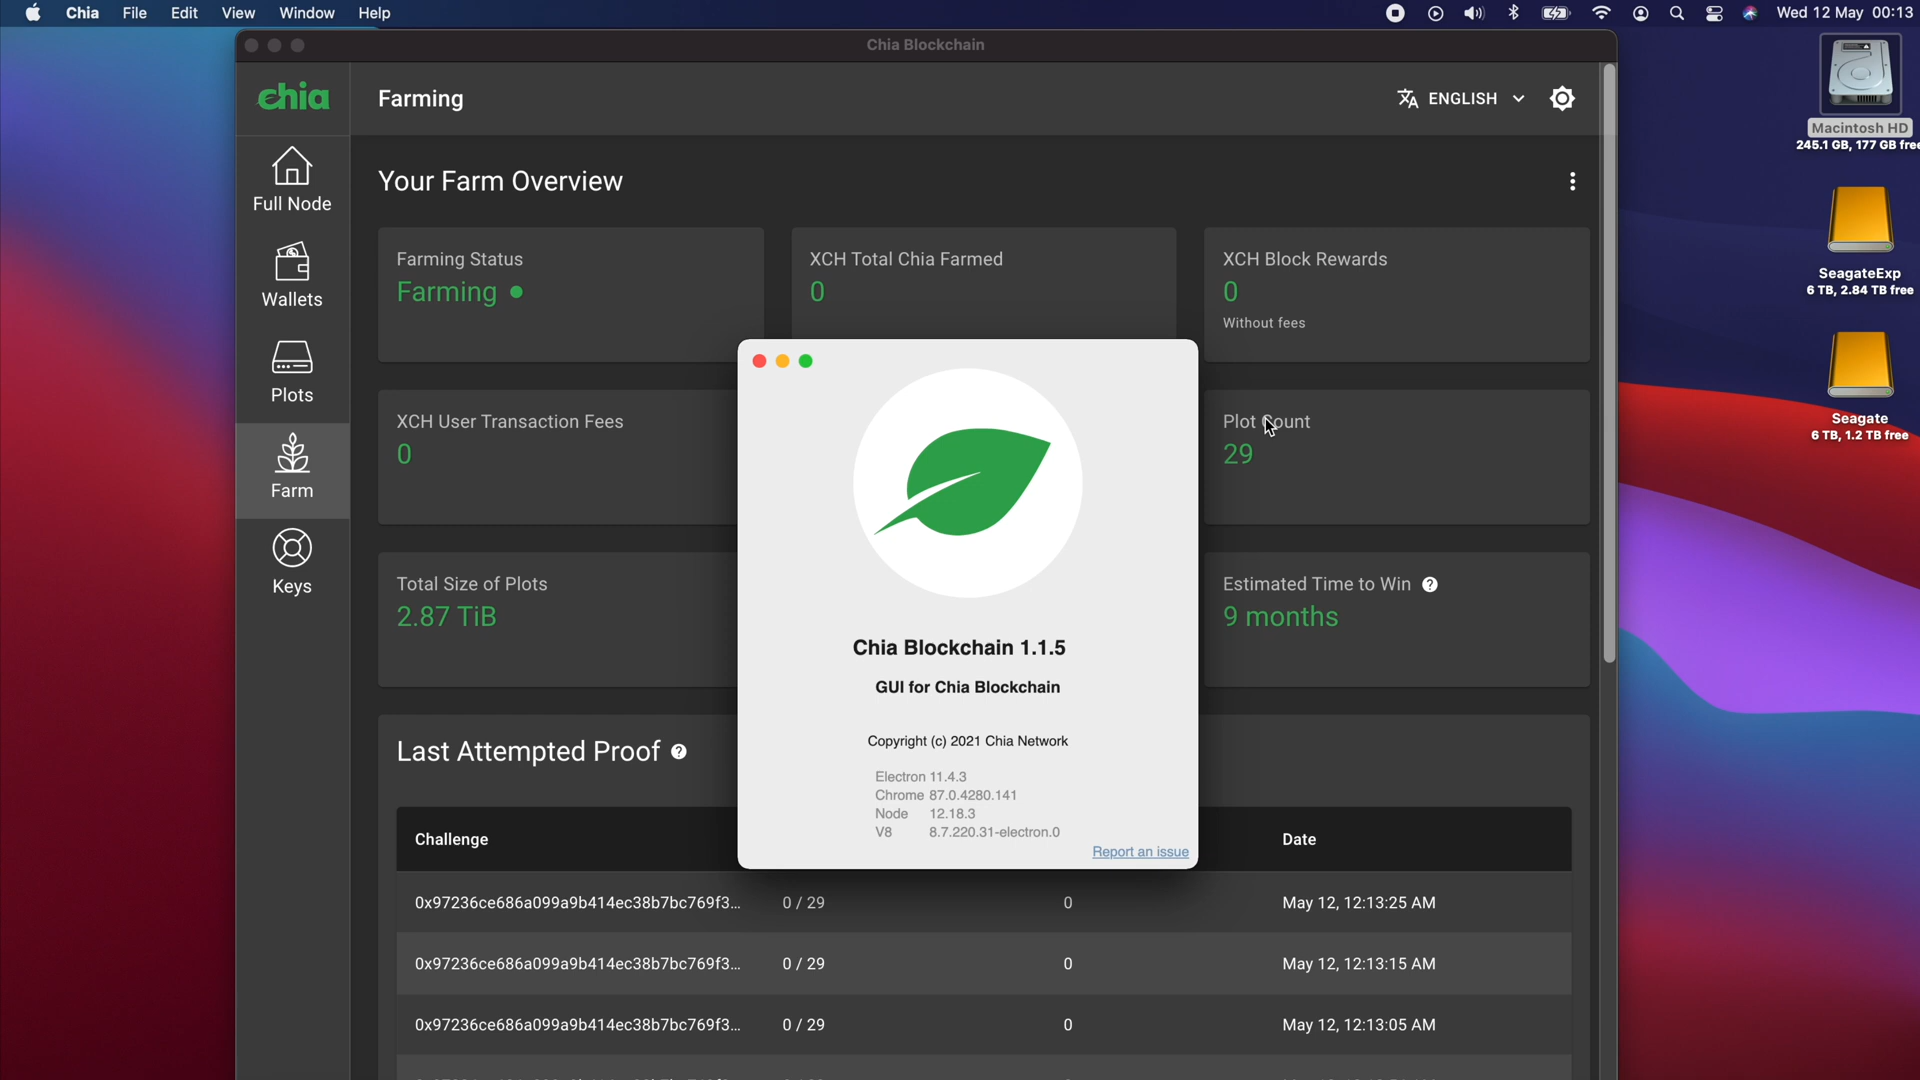 Chia File Edit View Window Help
Wed 12 May 00:13
Chia Blockchain
chia
Farming
ENGLISH
Full Node
Wallets
Plots
Farm
Keys
Your Farm Overview
Farming Status
Farming
XCH Total Chia Farmed
0
XCH Block Rewards
0
Without fees
XCH User Transaction Fees
0
Plot Count
29
Total Size of Plots
2.87 TiB
Estimated Time to Win ?
9 months
Last Attempted Proof ?
Challenge
Date
0x97236ce686a099a9b414ec38b7bc769f3... 0 / 29 0 May 12, 12:13:25 AM
0x97236ce686a099a9b414ec38b7bc769f3... 0 / 29 0 May 12, 12:13:15 AM
0x97236ce686a099a9b414ec38b7bc769f3... 0 / 29 0 May 12, 12:13:05 AM
Chia Blockchain 1.1.5
GUI for Chia Blockchain
Copyright (c) 2021 Chia Network
Electron 11.4.3
Chrome 87.0.4280.141
Node 12.18.3
V8 8.7.220.31-electron.0
Report an issue
Macintosh HD
245.1 GB, 177 GB free
SeagateExp
6 TB, 2.84 TB free
Seagate
6 TB, 1.2 TB free